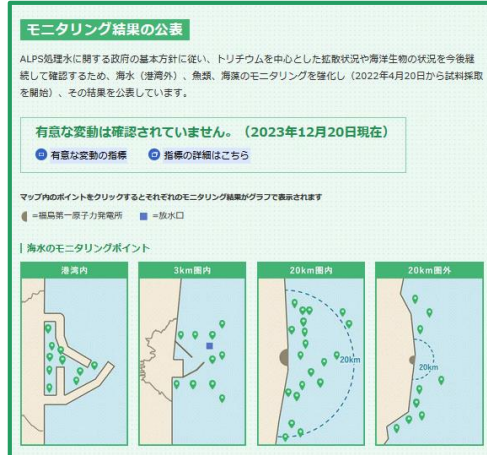 モニタリング結果の公表
ALPS処理水に関する政府の基本方針に従い、トリチウムを中心とした拡散状況や海洋生物の状況を今後継
続して確認するため、海水（港湾外）、魚類、海藻のモニタリングを強化し（2022年4月20日から試料採取
を開始）、その結果を公表しています。
有意な変動は確認されていません。（2023年12月20日現在）
有意な変動の指標 指標の詳細はこちら
マップ内のポイントをクリックするとそれぞれのモニタリング結果がグラフで表示されます
=福島第一原子力発電所 =放水口
海水のモニタリングポイント
港湾内 3km圏内 20km圏内 20km圏外
20km 20km